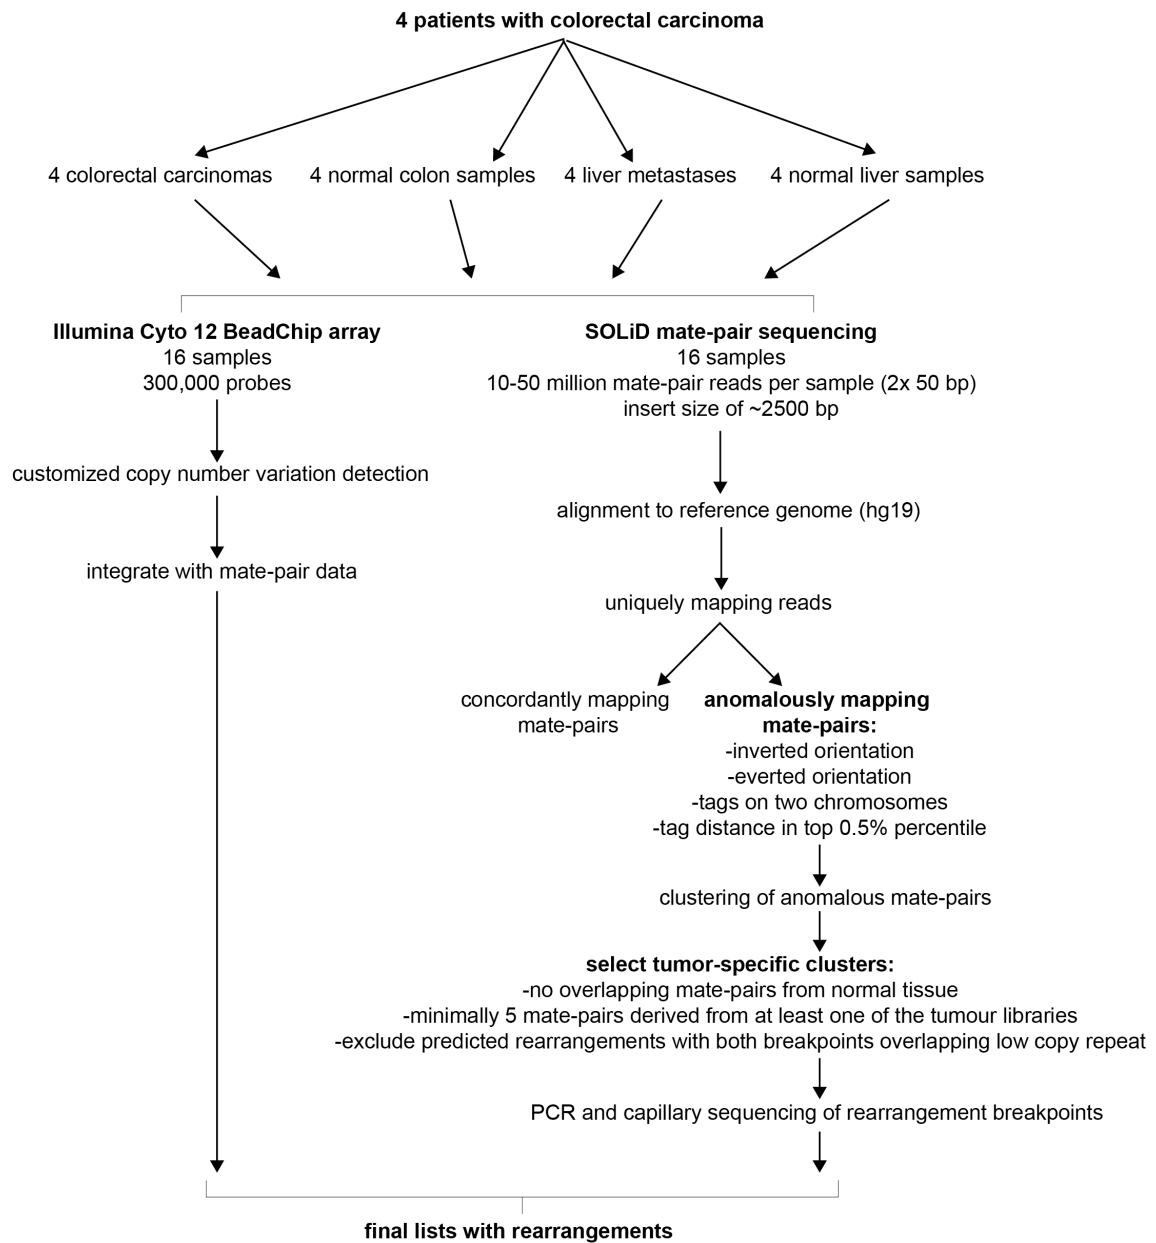 4 patients with colorectal carcinoma
4 colorectal carcinomas
4 normal colon samples
4 liver metastases
4 normal liver samples
Illumina Cyto 12 BeadChip array
16 samples
300,000 probes
customized copy number variation detection
integrate with mate-pair data
SOLiD mate-pair sequencing
16 samples
10-50 million mate-pair reads per sample (2x 50 bp)
insert size of ~2500 bp
alignment to reference genome (hg19)
uniquely mapping reads
concordantly mapping
mate-pairs
anomalously mapping
mate-pairs:
-inverted orientation
-everted orientation
-tags on two chromosomes
-tag distance in top 0.5% percentile
clustering of anomalous mate-pairs
select tumor-specific clusters:
-no overlapping mate-pairs from normal tissue
-minimally 5 mate-pairs derived from at least one of the tumour libraries
-exclude predicted rearrangements with both breakpoints overlapping low copy repeat
PCR and capillary sequencing of rearrangement breakpoints
final lists with rearrangements